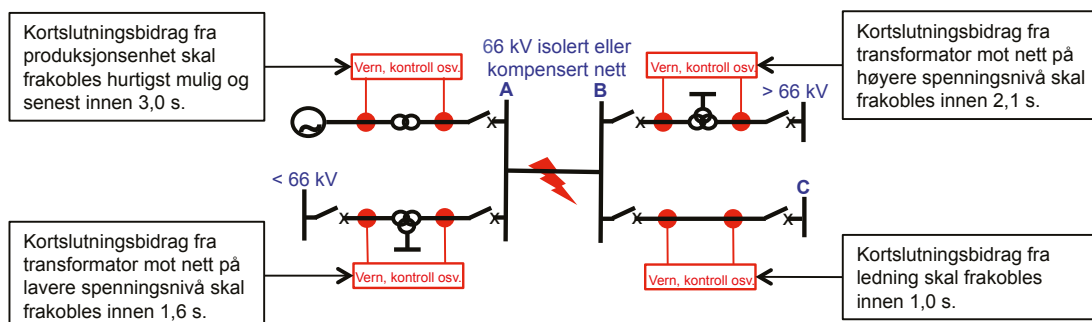 Kortslutningsbidrag fra
produksjonsenhet skal
frakobles hurtigst mulig og
senest innen 3,0 s.
Vern, kontroll osv.
66 kV isolert eller
kompensert nett
A
B
Vern, kontroll osv.
> 66 kV
Kortslutningsbidrag fra
transformator mot nett på
høyere spenningsnivå skal
frakobles innen 2,1 s.
< 66 kV
C
Kortslutningsbidrag fra
transformator mot nett på
lavere spenningsnivå skal
frakobles innen 1,6 s.
Vern, kontroll osv.
Vern, kontroll osv.
Kortslutningsbidrag fra
ledning skal frakobles
innen 1,0 s.